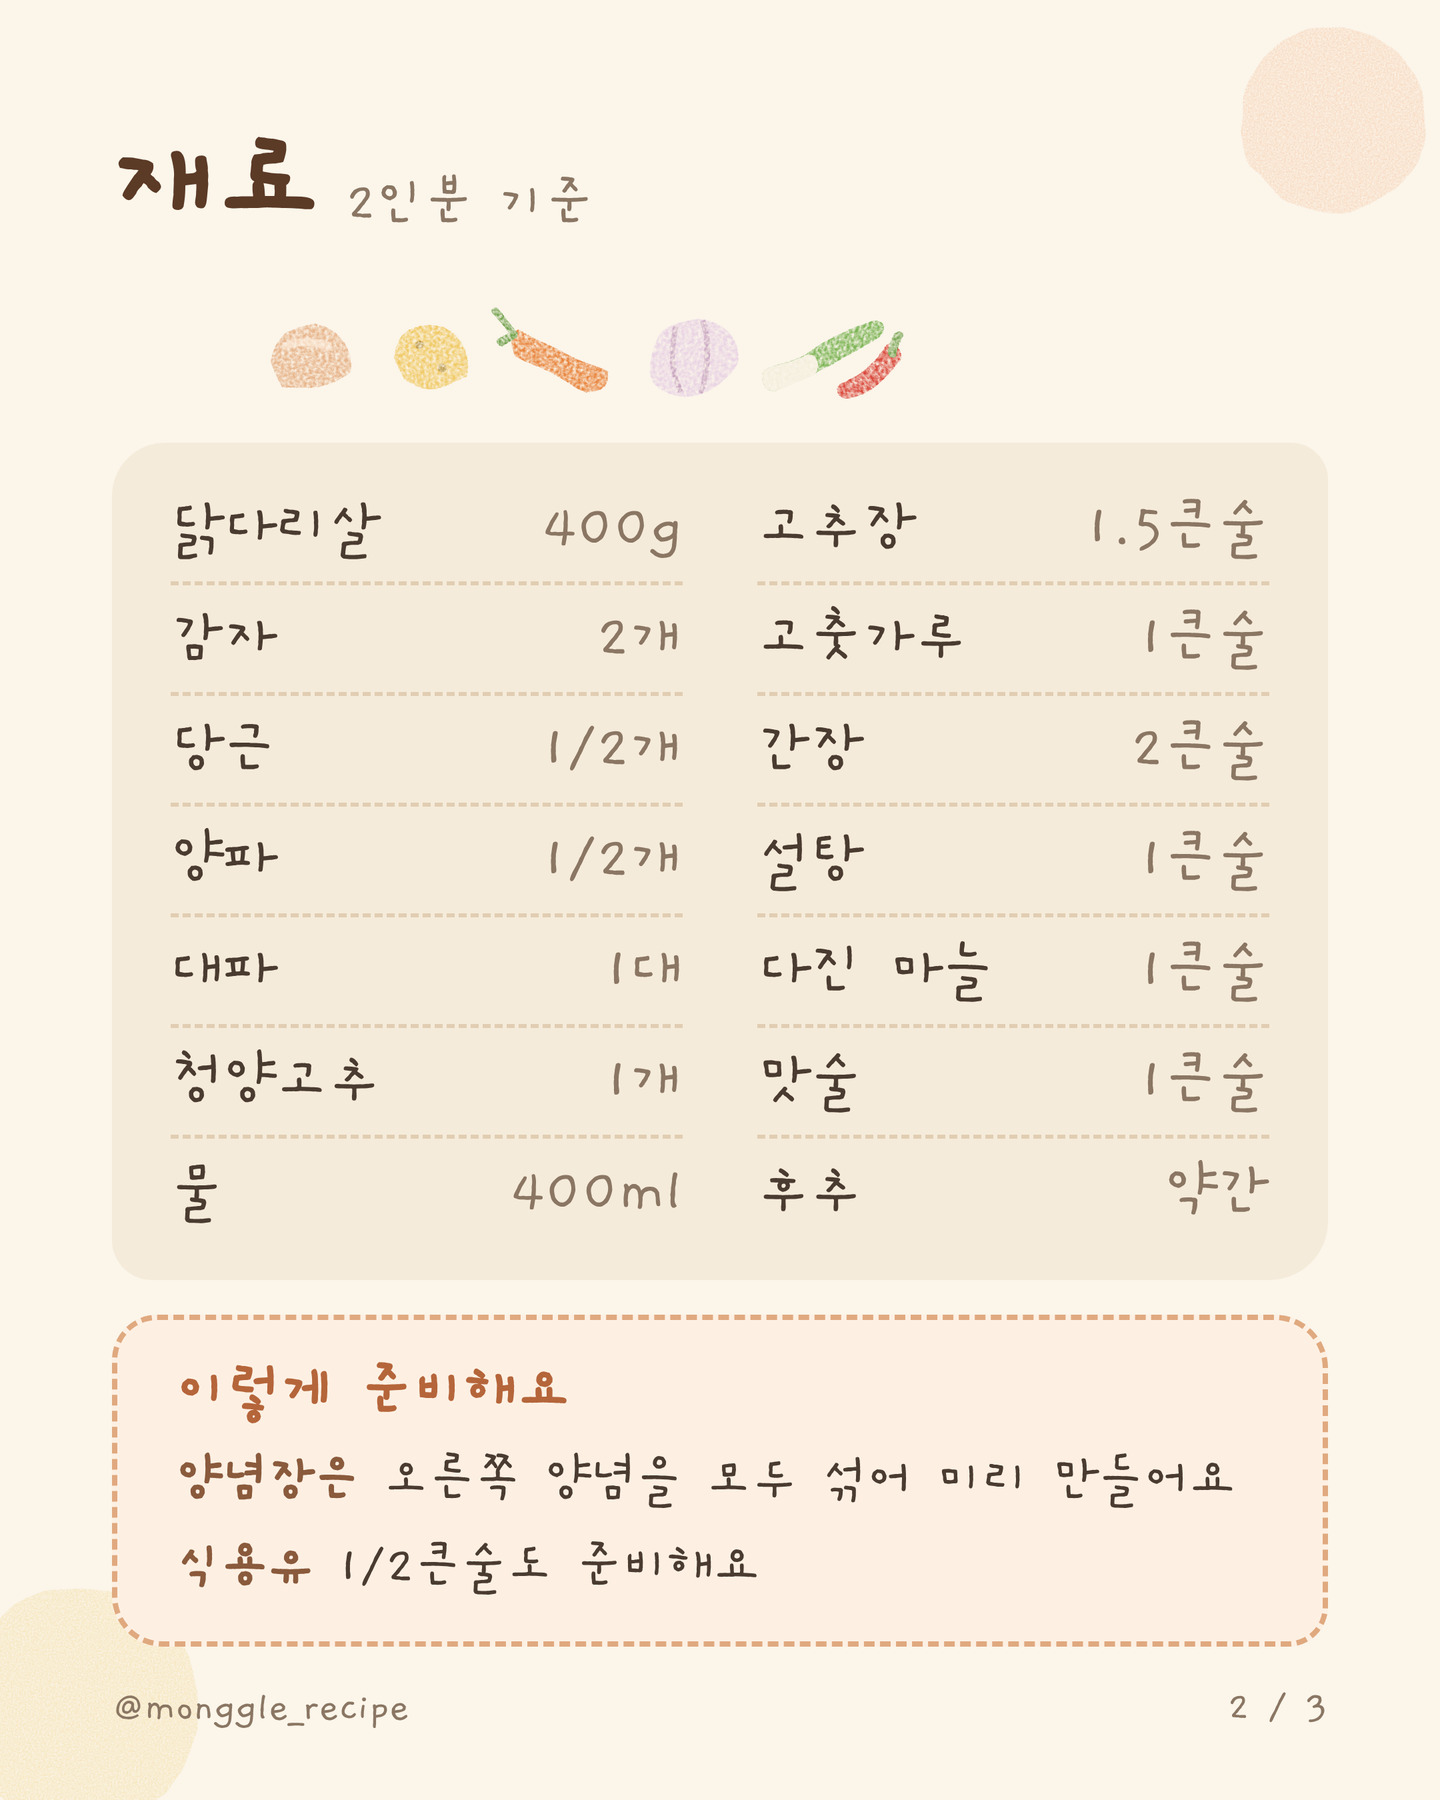 재료 2인분 기준
닭다리살 400g
감자 2개
당근 1/2개
양파 1/2개
대파 1대
청양고추 1개
물 400ml
고추장 1.5큰술
고춧가루 1큰술
간장 2큰술
설탕 1큰술
다진 마늘 1큰술
맛술 1큰술
후추 약간
이렇게 준비해요
양념장은 오른쪽 양념을 모두 섞어 미리 만들어요
식용유 1/2큰술도 준비해요
@monggle_recipe
2 / 3